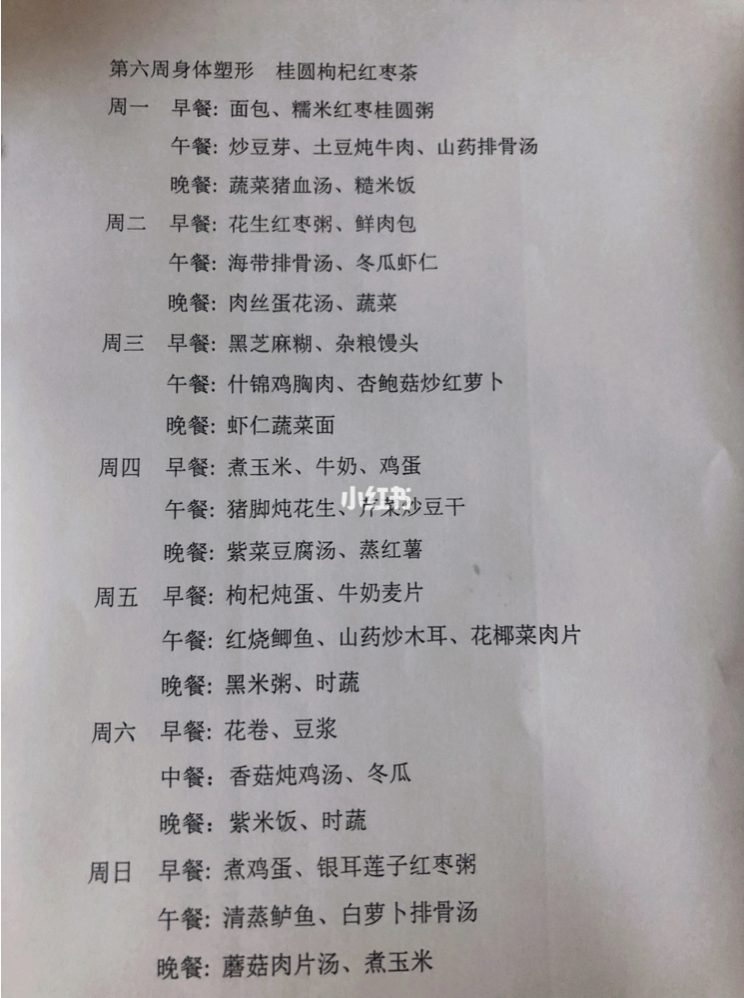 第六周身体塑形　桂圆枸杞红枣茶
周一　早餐: 面包、糯米红枣桂圆粥
午餐: 炒豆芽、土豆炖牛肉、山药排骨汤
晚餐: 蔬菜猪血汤、糙米饭
周二　早餐: 花生红枣粥、鲜肉包
午餐: 海带排骨汤、冬瓜虾仁
晚餐: 肉丝蛋花汤、蔬菜
周三　早餐: 黑芝麻糊、杂粮馒头
午餐: 什锦鸡胸肉、杏鲍菇炒红萝卜
晚餐: 虾仁蔬菜面
周四　早餐: 煮玉米、牛奶、鸡蛋
小红书
午餐: 猪脚炖花生、芹菜炒豆干
晚餐: 紫菜豆腐汤、蒸红薯
周五　早餐: 枸杞炖蛋、牛奶麦片
午餐: 红烧鲫鱼、山药炒木耳、花椰菜肉片
晚餐: 黑米粥、时蔬
周六　早餐: 花卷、豆浆
中餐: 香菇炖鸡汤、冬瓜
晚餐: 紫米饭、时蔬
周日　早餐: 煮鸡蛋、银耳莲子红枣粥
午餐: 清蒸鲈鱼、白萝卜排骨汤
晚餐: 蘑菇肉片汤、煮玉米